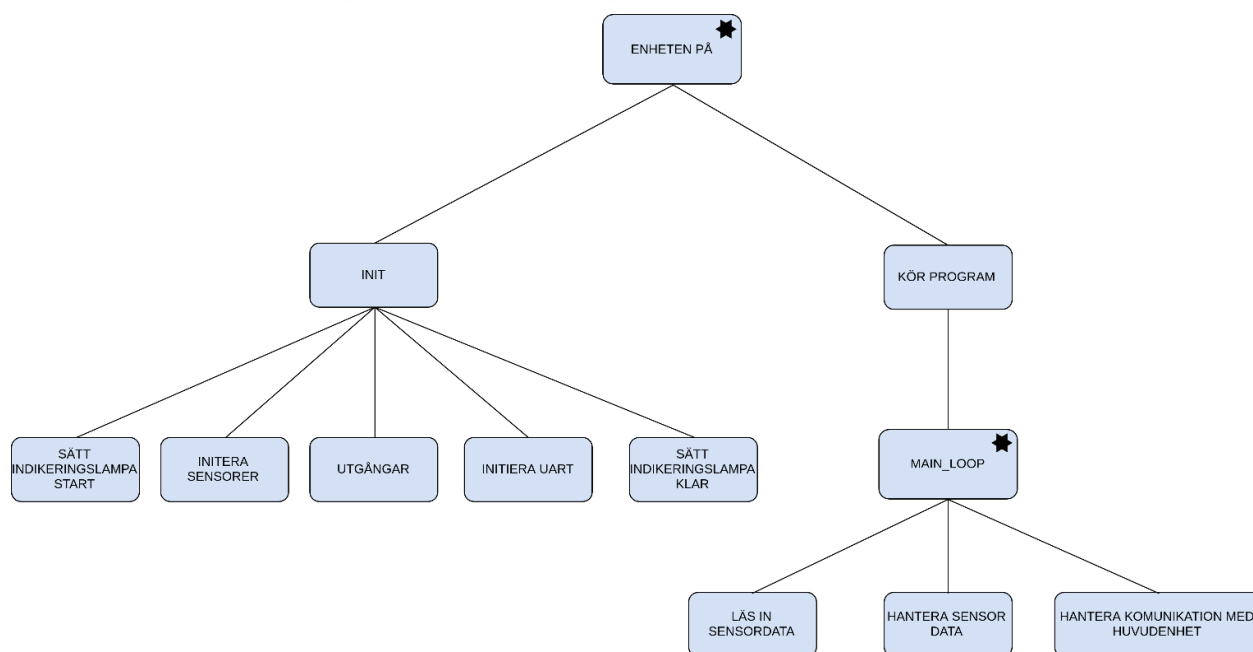 ENHETEN PÅ
INIT
KÖR PROGRAM
SÄTT
INDIKERINGSLAMPA
START
INITERA
SENSORER
UTGÅNGAR
INITIERA UART
SÄTT
INDIKERINGSLAMPA
KLAR
MAIN_LOOP
LÄS IN
SENSORDATA
HANTERA SENSOR
DATA
HANTERA KOMUNIKATION MED
HUVUDENHET